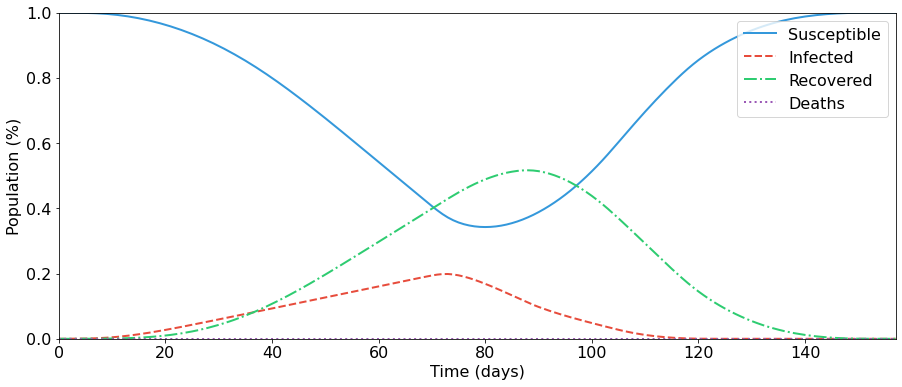 1.0
0.8
0.6
0.4
0.2
0.0
Population (%)
0 20 40 60 80 100 120 140
Time (days)
Susceptible
Infected
Recovered
Deaths